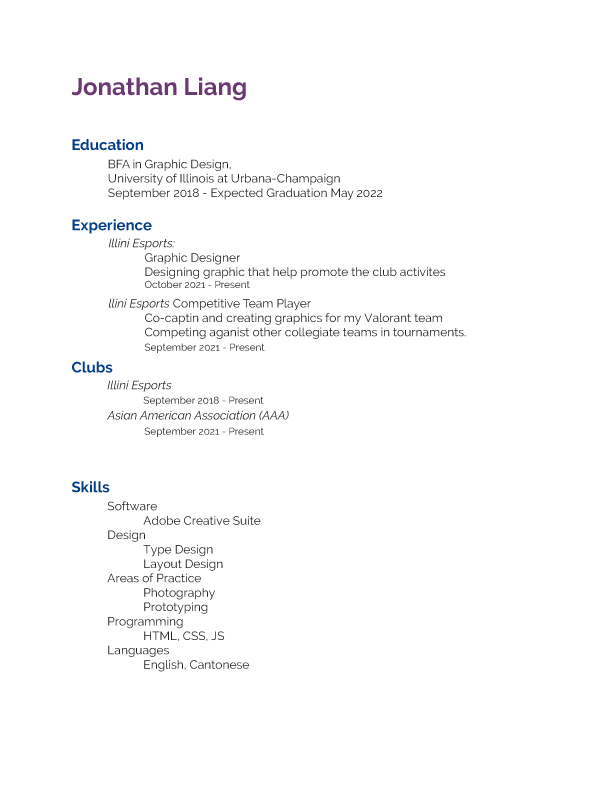 Jonathan Liang
Education
BFA in Graphic Design,
University of Illinois at Urbana-Champaign
September 2018 - Expected Graduation May 2022
Experience
Illini Esports:
Graphic Designer
Designing graphic that help promote the club activites
October 2021 - Present
llini Esports Competitive Team Player
Co-captin and creating graphics for my Valorant team
Competing aganist other collegiate teams in tournaments.
September 2021 - Present
Clubs
Illini Esports
September 2018 - Present
Asian American Association (AAA)
September 2021 - Present
Skills
Software
Adobe Creative Suite
Design
Type Design
Layout Design
Areas of Practice
Photography
Prototyping
Programming
HTML, CSS, JS
Languages
English, Cantonese